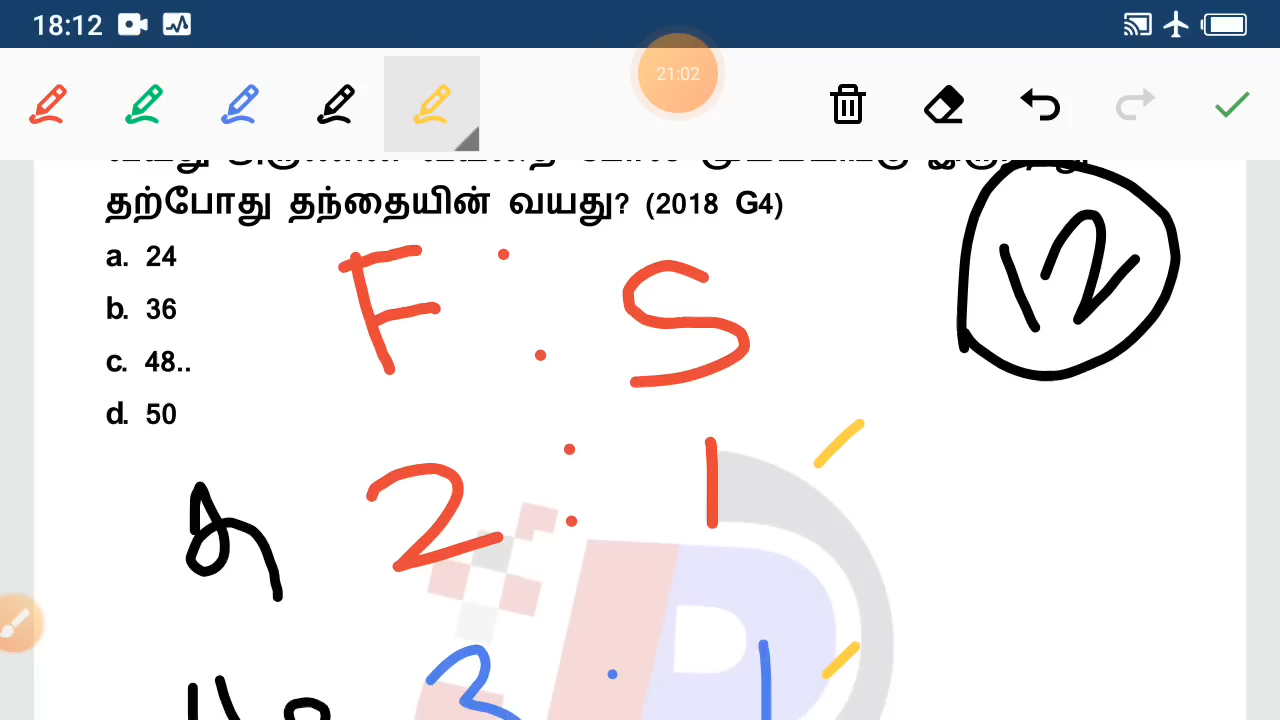 18:12
21:02
தற்போது தந்தையின் வயது? (2018 G4)
a. 24
b. 36
c. 48..
d. 50
12
F : S
2 : 1
3 : 1